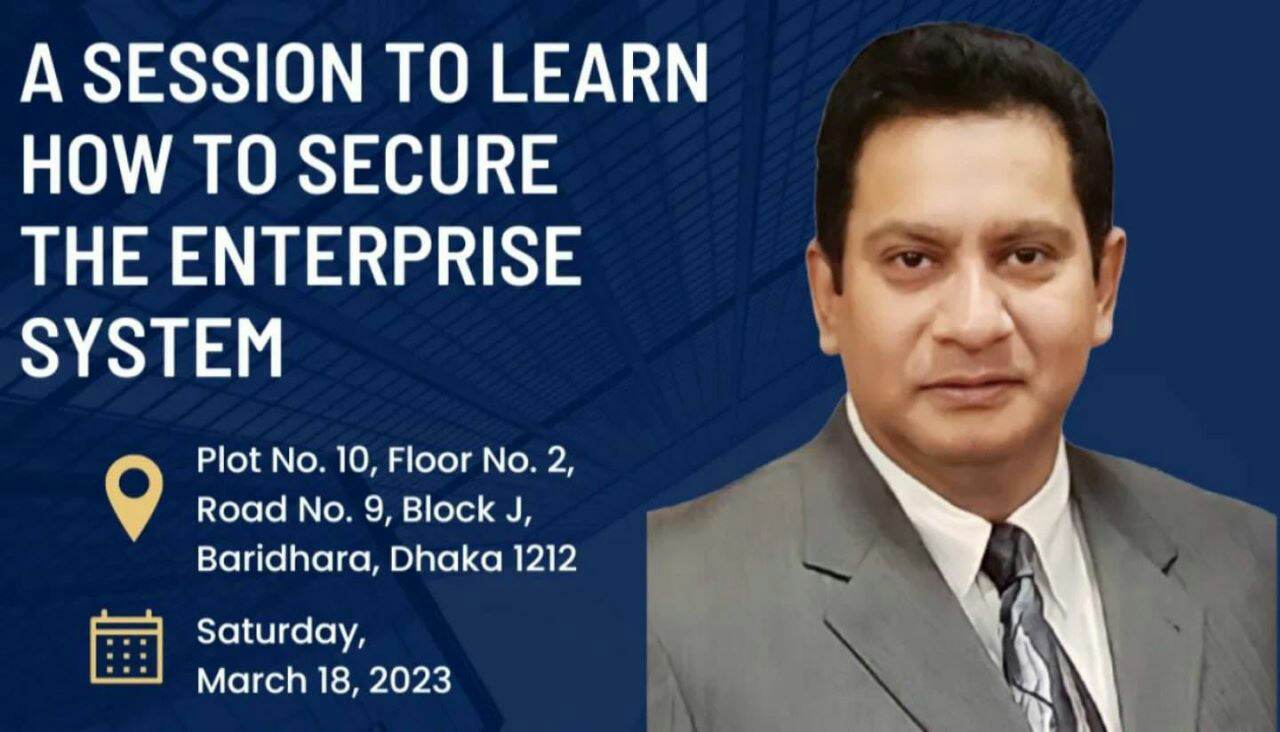 A SESSION TO LEARN
HOW TO SECURE
THE ENTERPRISE
SYSTEM
Plot No. 10, Floor No. 2,
Road No. 9, Block J,
Baridhara, Dhaka 1212
Saturday,
March 18, 2023